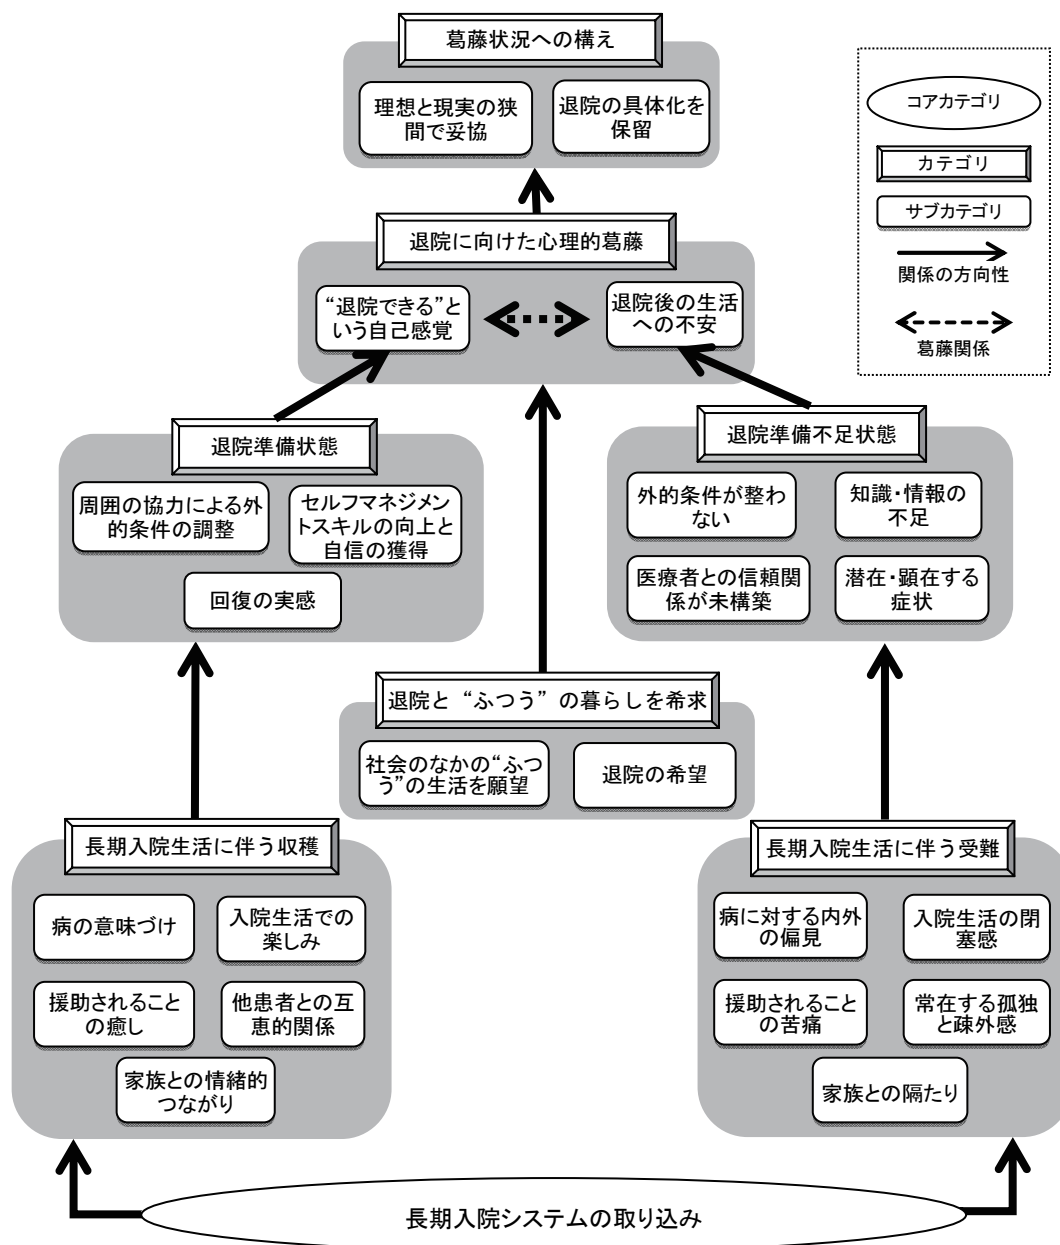 葛藤状況への構え
理想と現実の狭
間で妥協
退院の具体化を
保留
コアカテゴリ
カテゴリ
サブカテゴリ
関係の方向性
葛藤関係
退院に向けた心理的葛藤
“退院できる”と
いう自己感覚
退院後の生活
への不安
退院準備状態
周囲の協力による外
的条件の調整
セルフマネジメン
トスキルの向上と
自信の獲得
回復の実感
退院準備不足状態
外的条件が整わ
ない
知識・情報の
不足
医療者との信頼関
係が未構築
潜在・顕在する
症状
退院と “ふつう” の暮らしを希求
社会のなかの“ふつ
う”の生活を願望
退院の希望
長期入院生活に伴う収穫
病の意味づけ
入院生活での
楽しみ
援助されること
の癒し
他患者との互
恵的関係
家族との情緒的
つながり
長期入院生活に伴う受難
病に対する内外
の偏見
入院生活の閉
塞感
援助されること
の苦痛
常在する孤独
と疎外感
家族との隔たり
長期入院システムの取り込み